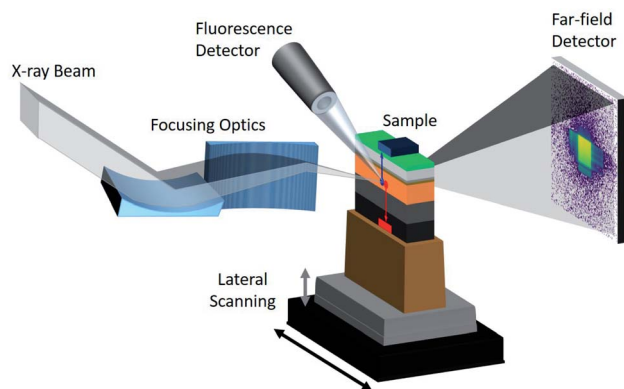 Fluorescence
Detector
Far-field
Detector
X-ray Beam
Focusing Optics
Sample
Lateral
Scanning